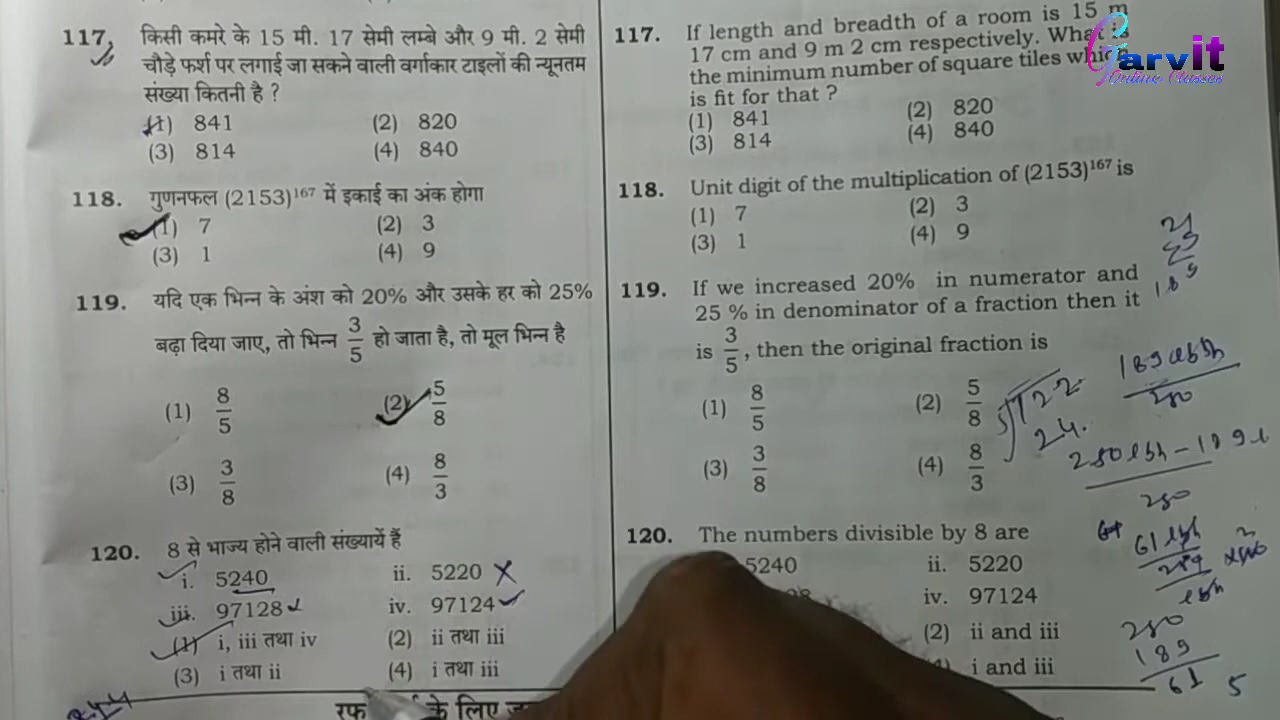 117. किसी कमरे के 15 मी. 17 सेमी लम्बे और 9 मी. 2 सेमी
चौड़े फर्श पर लगाई जा सकने वाली वर्गाकार टाइलों की न्यूनतम
संख्या कितनी है ?
(1) 841 (2) 820
(3) 814 (4) 840
118. गुणनफल (2153)¹⁶⁷ में इकाई का अंक होगा
(1) 7 (2) 3
(3) 1 (4) 9
119. यदि एक भिन्न के अंश को 20% और उसके हर को 25%
बढ़ा दिया जाए, तो भिन्न 3/5 हो जाता है, तो मूल भिन्न है
(1) 8/5 (2) 5/8
(3) 3/8 (4) 8/3
120. 8 से भाज्य होने वाली संख्यायें हैं
i. 5240 ii. 5220
iii. 97128 iv. 97124
(1) i, iii तथा iv (2) ii तथा iii
(3) i तथा ii (4) i तथा iii
117. If length and breadth of a room is 15 m
17 cm and 9 m 2 cm respectively. What
the minimum number of square tiles which
is fit for that ?
(1) 841 (2) 820
(3) 814 (4) 840
118. Unit digit of the multiplication of (2153)¹⁶⁷ is
(1) 7 (2) 3
(3) 1 (4) 9
119. If we increased 20% in numerator and
25 % in denominator of a fraction then it
is 3/5, then the original fraction is
(1) 8/5 (2) 5/8
(3) 3/8 (4) 8/3
120. The numbers divisible by 8 are
5240 ii. 5220
iv. 97124
(2) ii and iii
i and iii
Garvit
Online Classes
122
24.
250
250
189
61 5